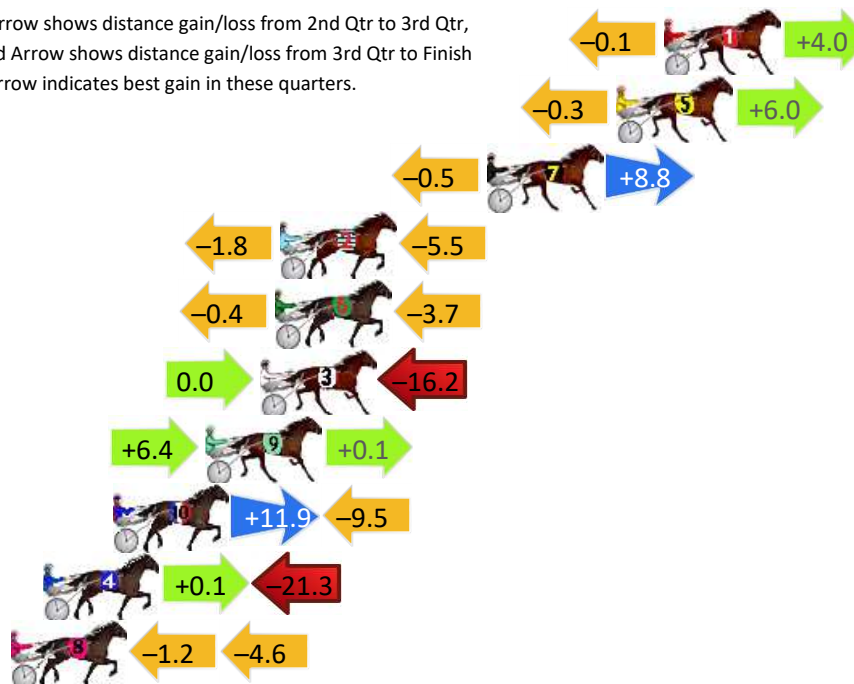 rrow shows distance gain/loss from 2nd Qtr to 3rd Qtr,
d Arrow shows distance gain/loss from 3rd Qtr to Finish
rrow indicates best gain in these quarters.
–0.1 1 +4.0
–0.3 5 +6.0
–0.5 7 +8.8
–1.8 2 –5.5
–0.4 6 –3.7
0.0 3 –16.2
+6.4 9 +0.1
10 +11.9 –9.5
4 +0.1 –21.3
8 –1.2 –4.6